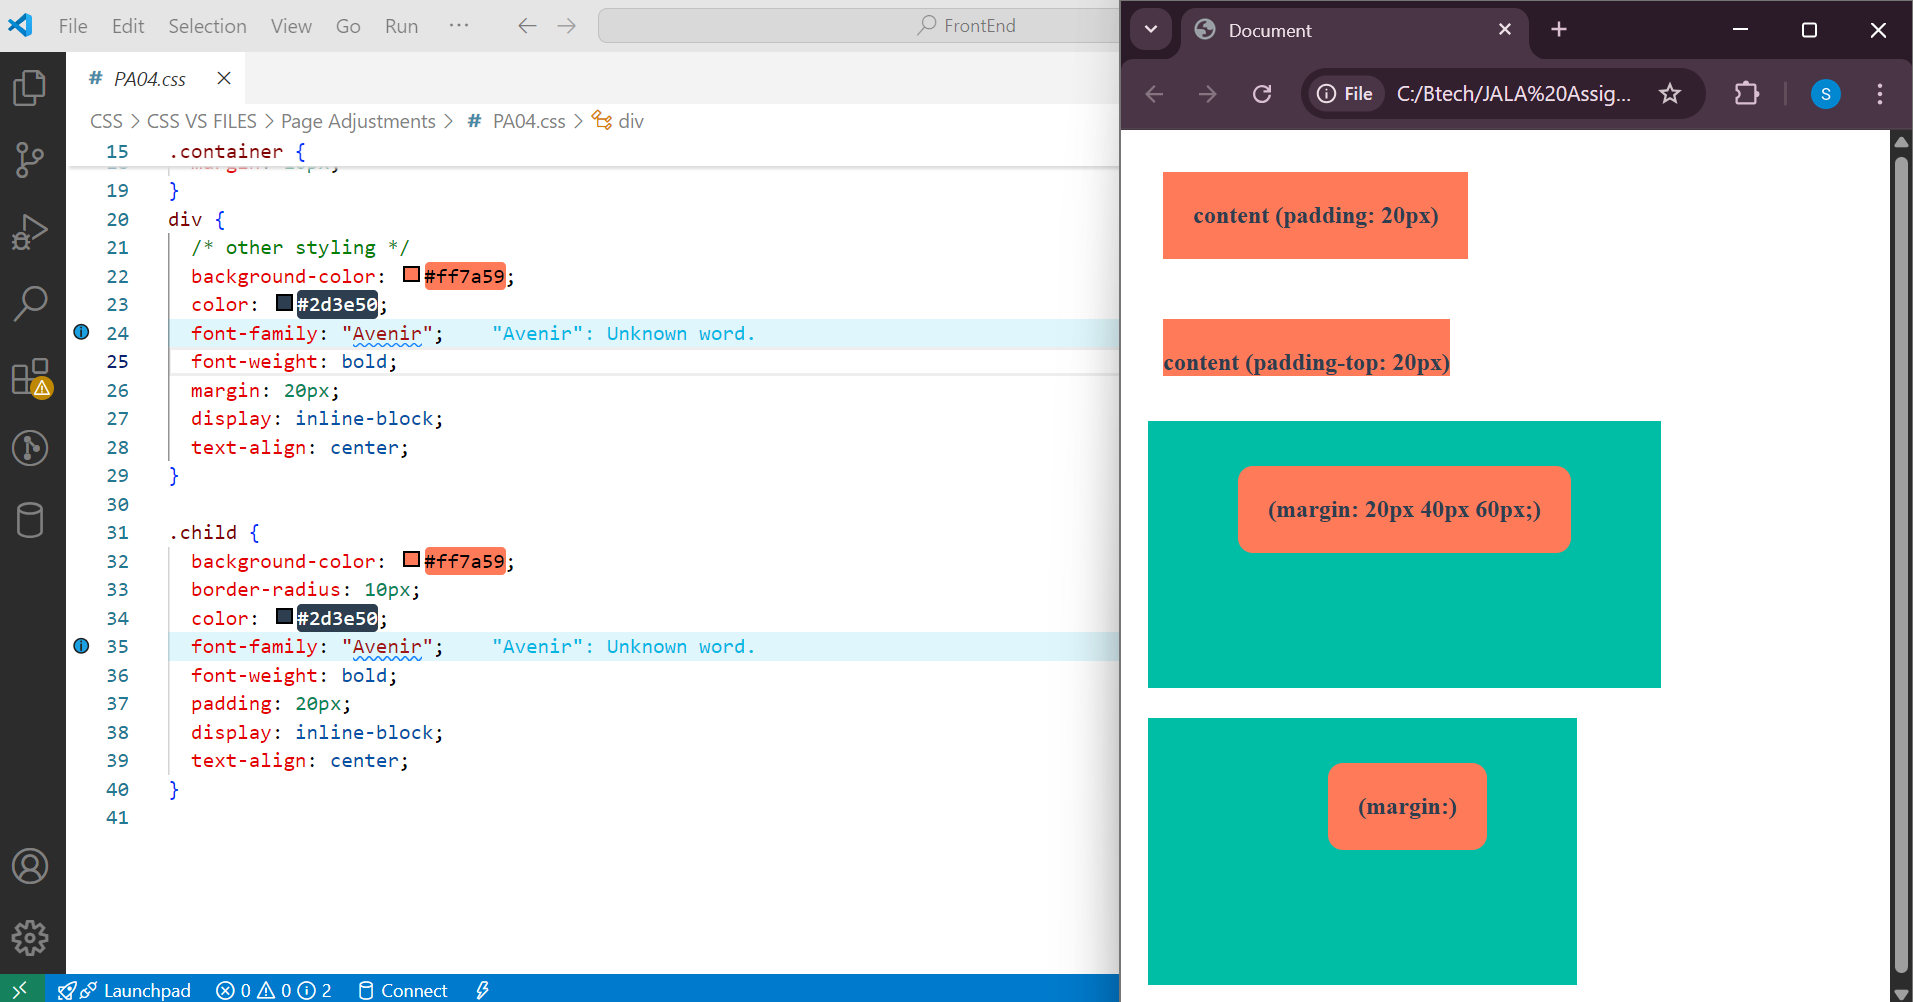 File Edit Selection View Go Run ··· FrontEnd
# PA04.css
CSS > CSS VS FILES > Page Adjustments > # PA04.css > div
15 .container {
19 }
20 div {
21 /* other styling */
22 background-color: #ff7a59;
23 color: #2d3e50;
24 font-family: "Avenir"; "Avenir": Unknown word.
25 font-weight: bold;
26 margin: 20px;
27 display: inline-block;
28 text-align: center;
29 }
30
31 .child {
32 background-color: #ff7a59;
33 border-radius: 10px;
34 color: #2d3e50;
35 font-family: "Avenir"; "Avenir": Unknown word.
36 font-weight: bold;
37 padding: 20px;
38 display: inline-block;
39 text-align: center;
40 }
41
Launchpad 0 0 2 Connect
Document
File C:/Btech/JALA%20Assig... S
content (padding: 20px)
content (padding-top: 20px)
(margin: 20px 40px 60px;)
(margin:)